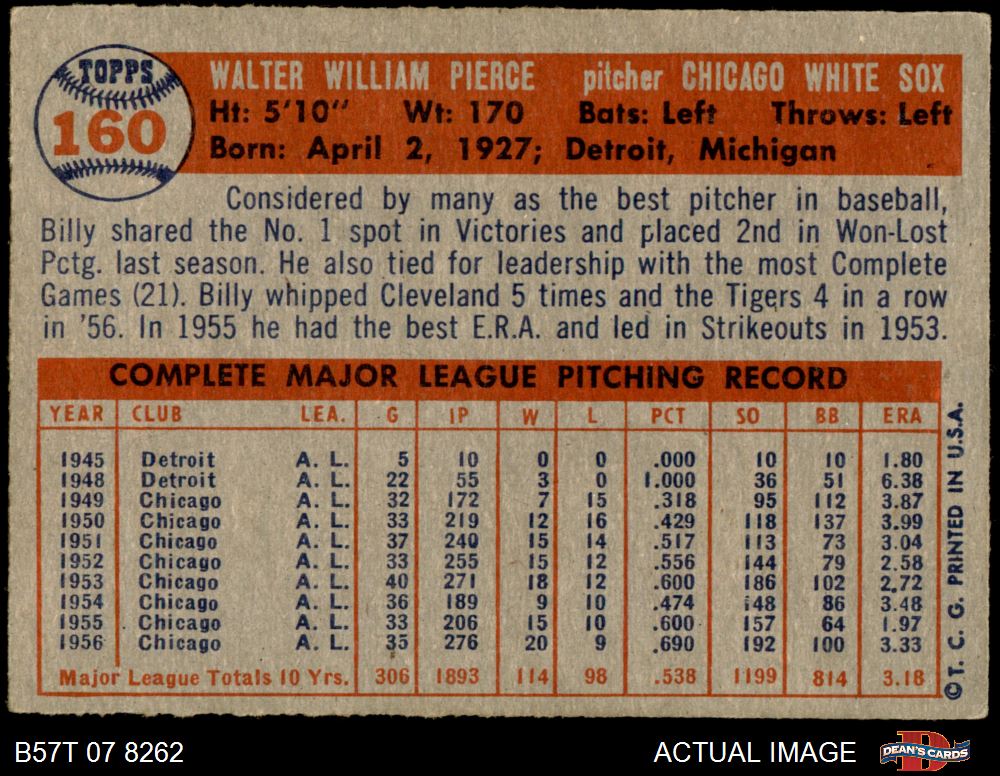 TOPPS
160
WALTER WILLIAM PIERCE pitcher CHICAGO WHITE SOX
Ht: 5'10" Wt: 170 Bats: Left Throws: Left
Born: April 2, 1927; Detroit, Michigan
Considered by many as the best pitcher in baseball,
Billy shared the No. 1 spot in Victories and placed 2nd in Won-Lost
Pctg. last season. He also tied for leadership with the most Complete
Games (21). Billy whipped Cleveland 5 times and the Tigers 4 in a row
in '56. In 1955 he had the best E.R.A. and led in Strikeouts in 1953.
COMPLETE MAJOR LEAGUE PITCHING RECORD
YEAR CLUB LEA. G IP W L PCT SO BB ERA
1945 Detroit A. L. 5 10 0 0 .000 10 10 1.80
1948 Detroit A. L. 22 55 3 0 1.000 36 51 6.38
1949 Chicago A. L. 32 172 7 15 .318 95 112 3.87
1950 Chicago A. L. 33 219 12 16 .429 118 137 3.99
1951 Chicago A. L. 37 240 15 14 .517 113 73 3.04
1952 Chicago A. L. 33 255 15 12 .556 144 79 2.58
1953 Chicago A. L. 40 271 18 12 .600 186 102 2.72
1954 Chicago A. L. 36 189 9 10 .474 148 86 3.48
1955 Chicago A. L. 33 206 15 10 .600 157 64 1.97
1956 Chicago A. L. 35 276 20 9 .690 192 100 3.33
Major League Totals 10 Yrs. 306 1893 114 98 .538 1199 814 3.18
©T. C. G. PRINTED IN U.S.A.
B57T 07 8262
ACTUAL IMAGE
DEAN'S CARDS